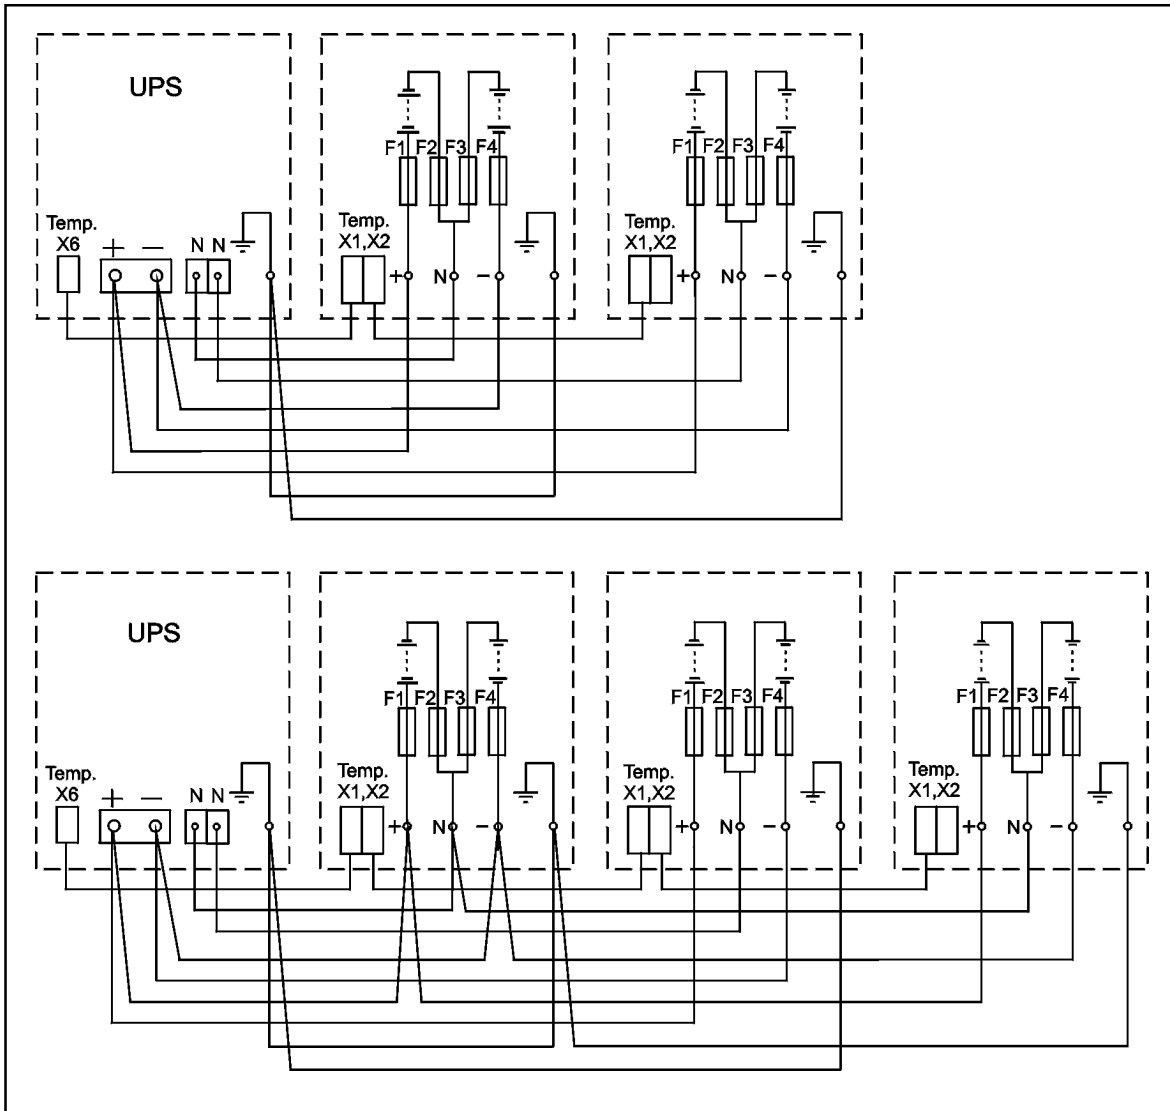 UPS
F1 F2 F3 F4
F1 F2 F3 F4
Temp.
X6
+ −
N N
Temp.
X1,X2
+ N −
Temp.
X1,X2
+ N −
UPS
F1 F2 F3 F4
F1 F2 F3 F4
F1 F2 F3 F4
Temp.
X6
+ −
N N
Temp.
X1,X2
+ N −
Temp.
X1,X2
+ N −
Temp.
X1,X2
+ N −